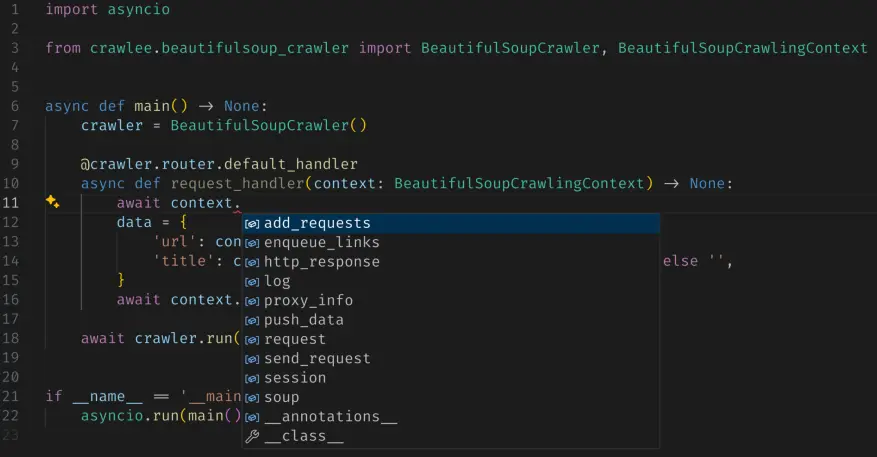 1 import asyncio
2
3 from crawlee.beautifulsoup_crawler import BeautifulSoupCrawler, BeautifulSoupCrawlingContext
4
5
6 async def main() -> None:
7 crawler = BeautifulSoupCrawler()
8
9 @crawler.router.default_handler
10 async def request_handler(context: BeautifulSoupCrawlingContext) -> None:
11 await context.
12 data = {
add_requests
13 'url': con
enqueue_links
14 'title': c
http_response
else '',
15 }
log
16 await context.
proxy_info
17
push_data
18 await crawler.run(
request
19
send_request
20
session
21 if __name__ == '__main
soup
22 asyncio.run(main()
__annotations__
23
__class__